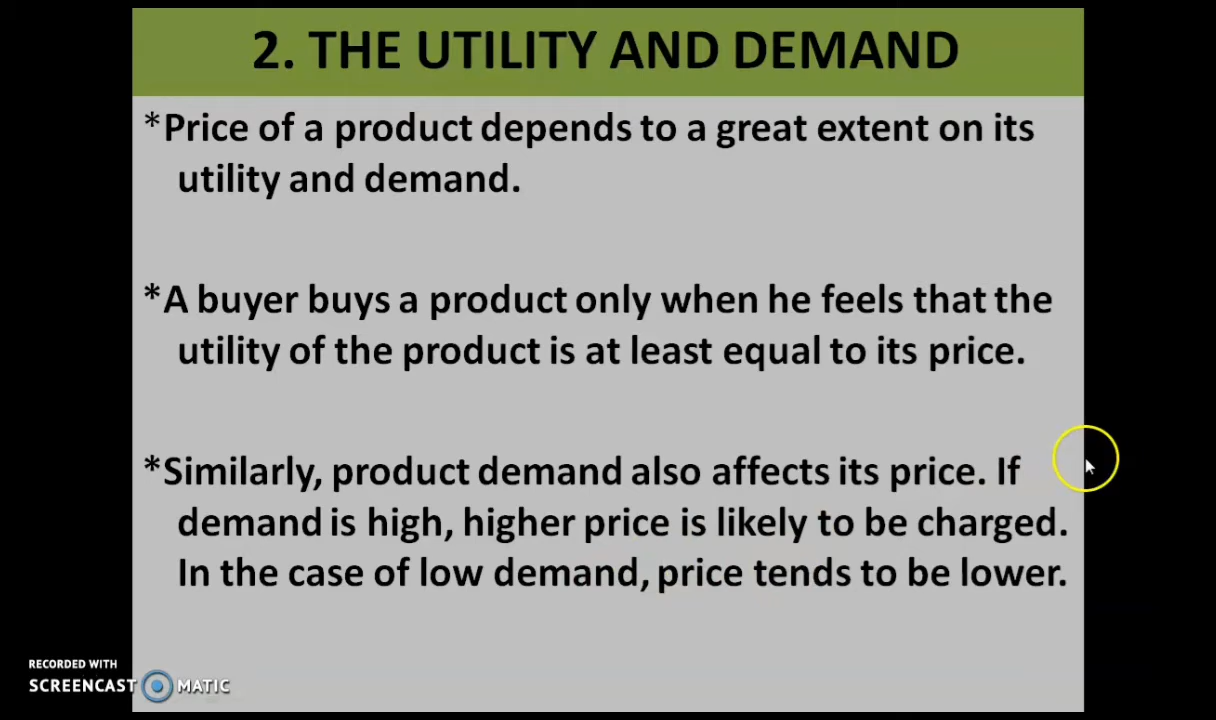 2. THE UTILITY AND DEMAND
*Price of a product depends to a great extent on its
utility and demand.
*A buyer buys a product only when he feels that the
utility of the product is at least equal to its price.
*Similarly, product demand also affects its price. If
demand is high, higher price is likely to be charged.
In the case of low demand, price tends to be lower.
RECORDED WITH
SCREENCAST MATIC